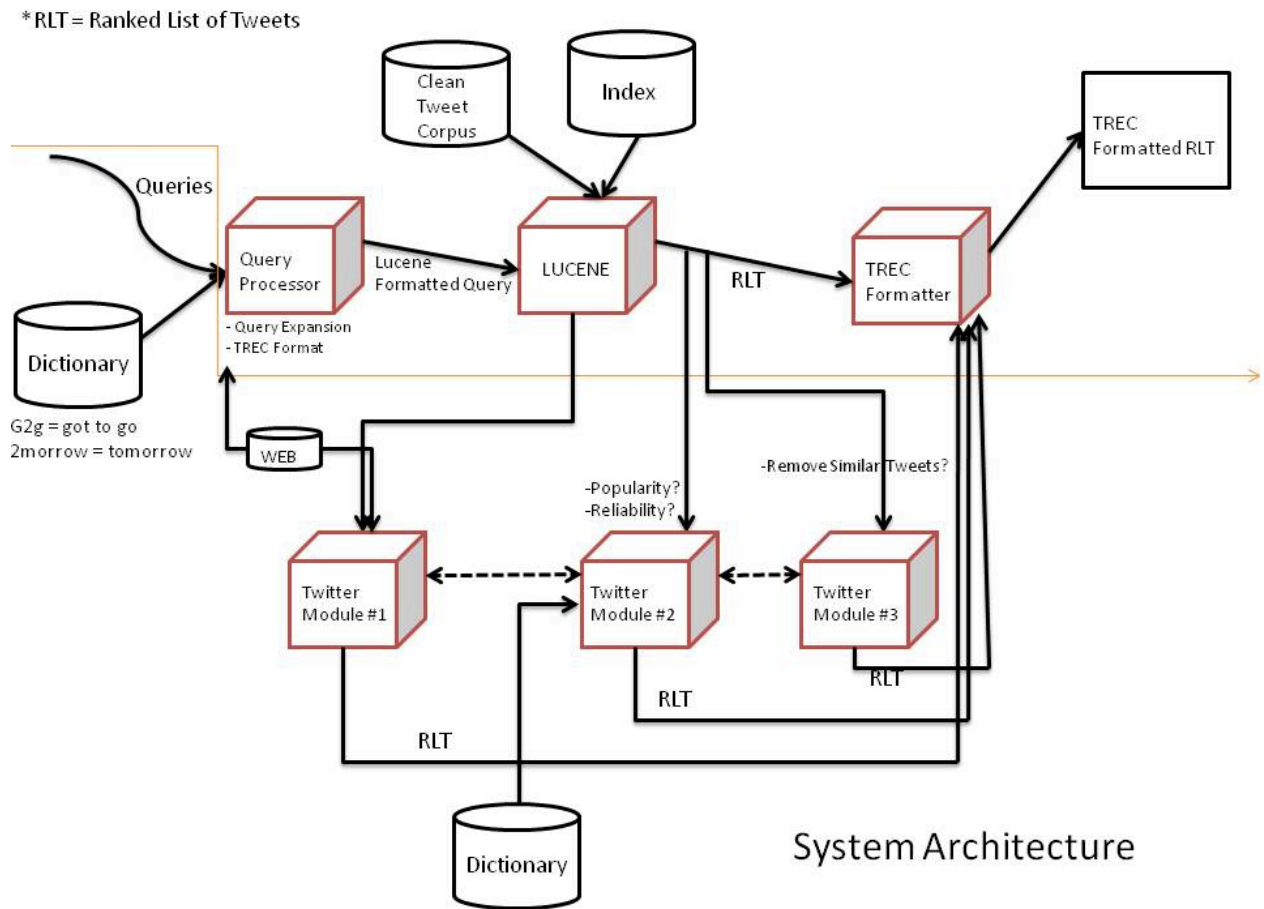 *RLT = Ranked List of Tweets
Clean
Tweet
Corpus
Index
TREC
Formatted RLT
Queries
Query
Processor
Lucene
Formatted Query
LUCENE
RLT
TREC
Formatter
- Query Expansion
- TREC Format
Dictionary
G2g = got to go
2morrow = tomorrow
WEB
-Popularity?
-Reliability?
-Remove Similar Tweets?
Twitter
Module #1
Twitter
Module #2
Twitter
Module #3
RLT
RLT
RLT
Dictionary
System Architecture